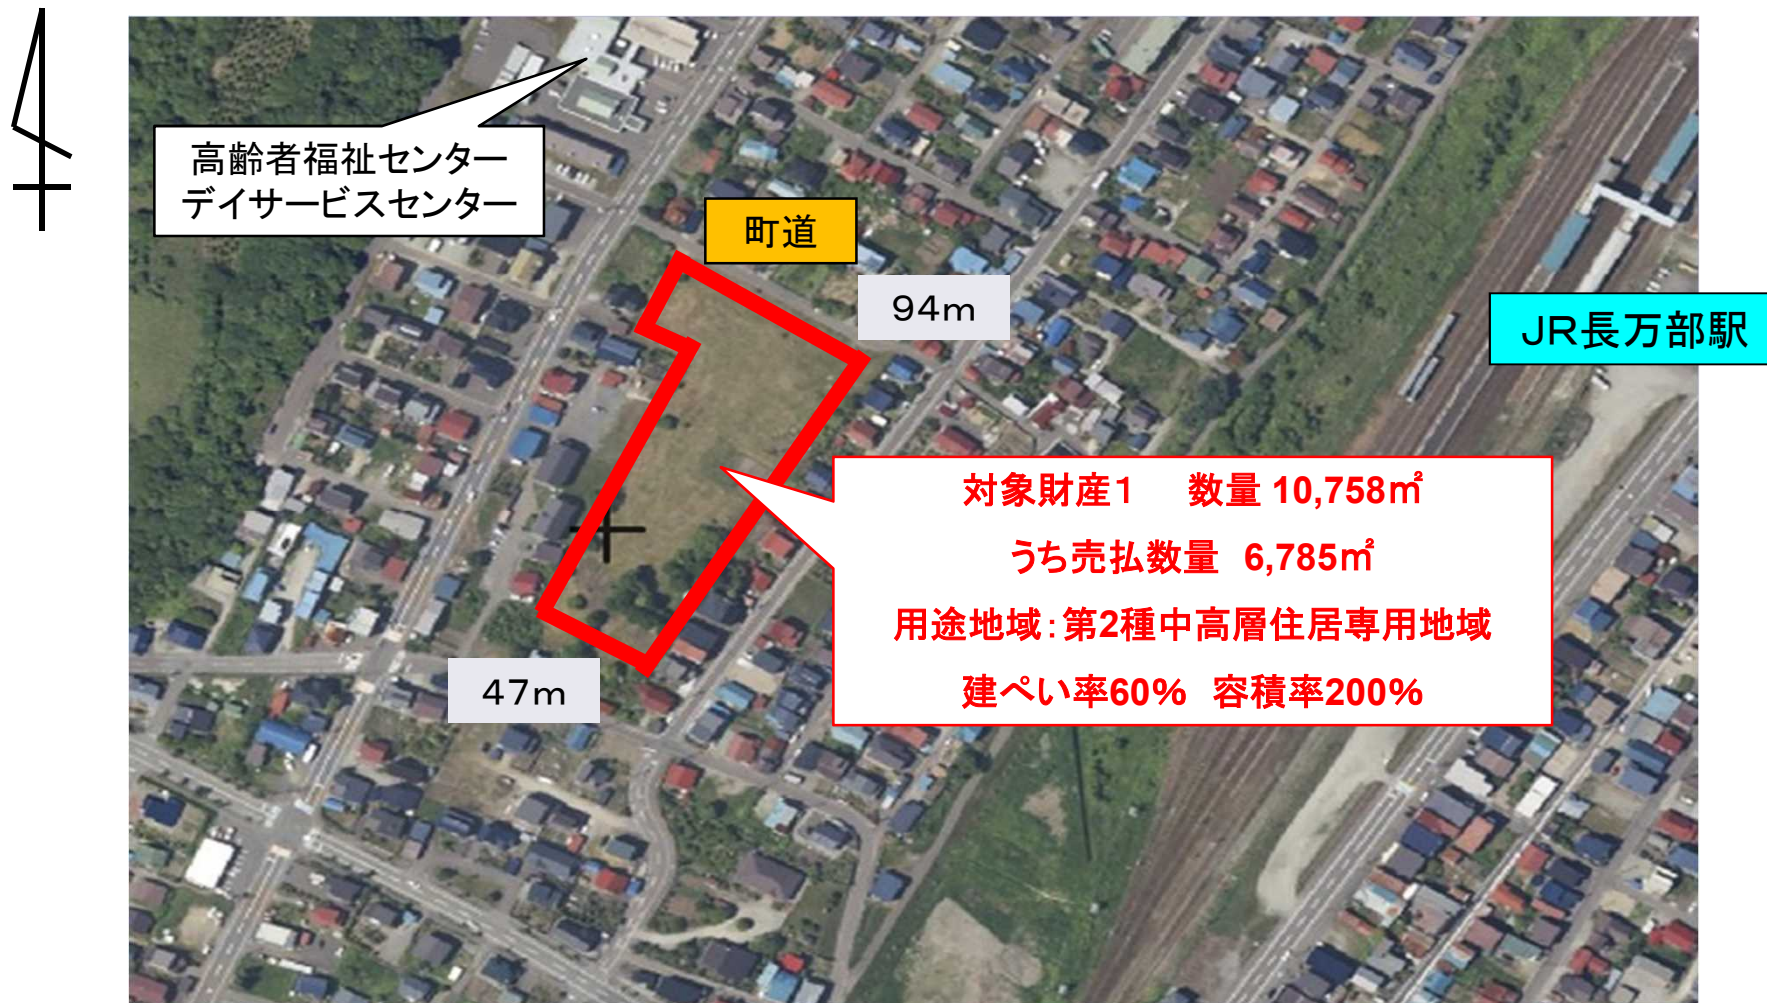 高齢者福祉センター
デイサービスセンター
町道
94m
JR長万部駅
対象財産1　数量 10,758㎡
うち売払数量 6,785㎡
用途地域：第2種中高層住居専用地域
建ぺい率60%　容積率200%
47m